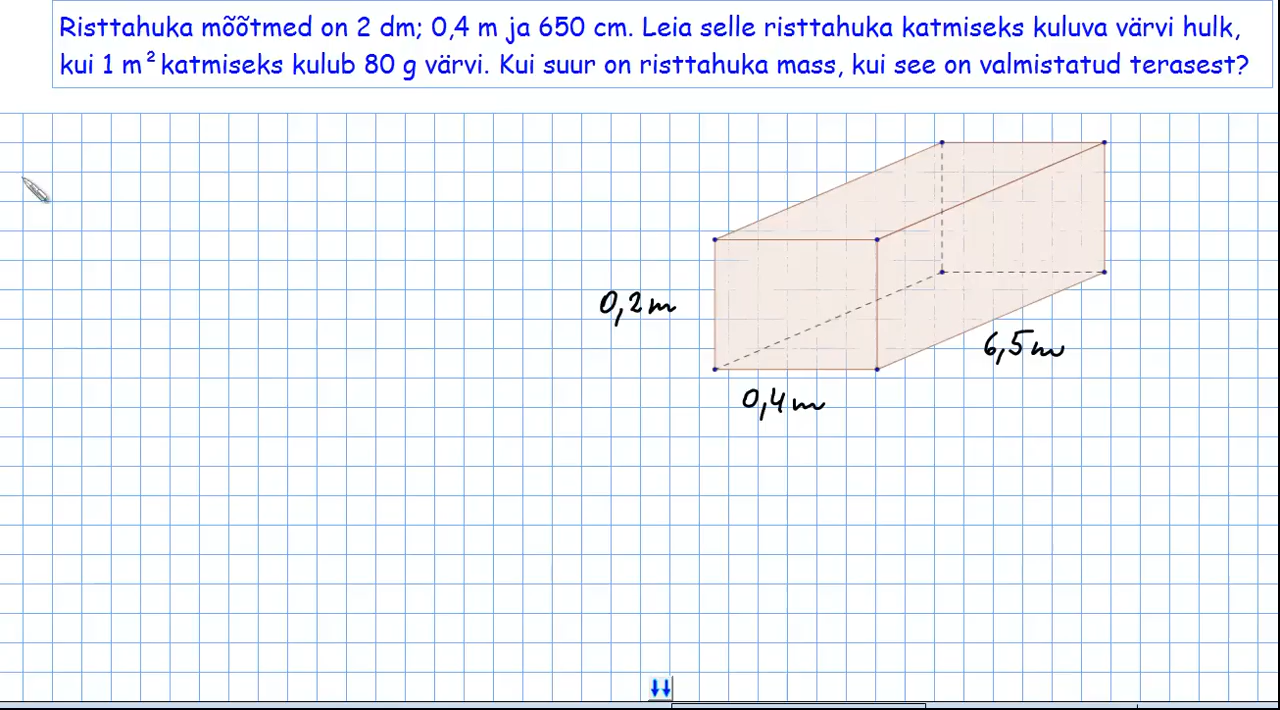 Risttahuka mõõtmed on 2 dm; 0,4 m ja 650 cm. Leia selle risttahuka katmiseks kuluva värvi hulk,
kui 1 m² katmiseks kulub 80 g värvi. Kui suur on risttahuka mass, kui see on valmistatud terasest?
0,2 m
6,5 m
0,4 m